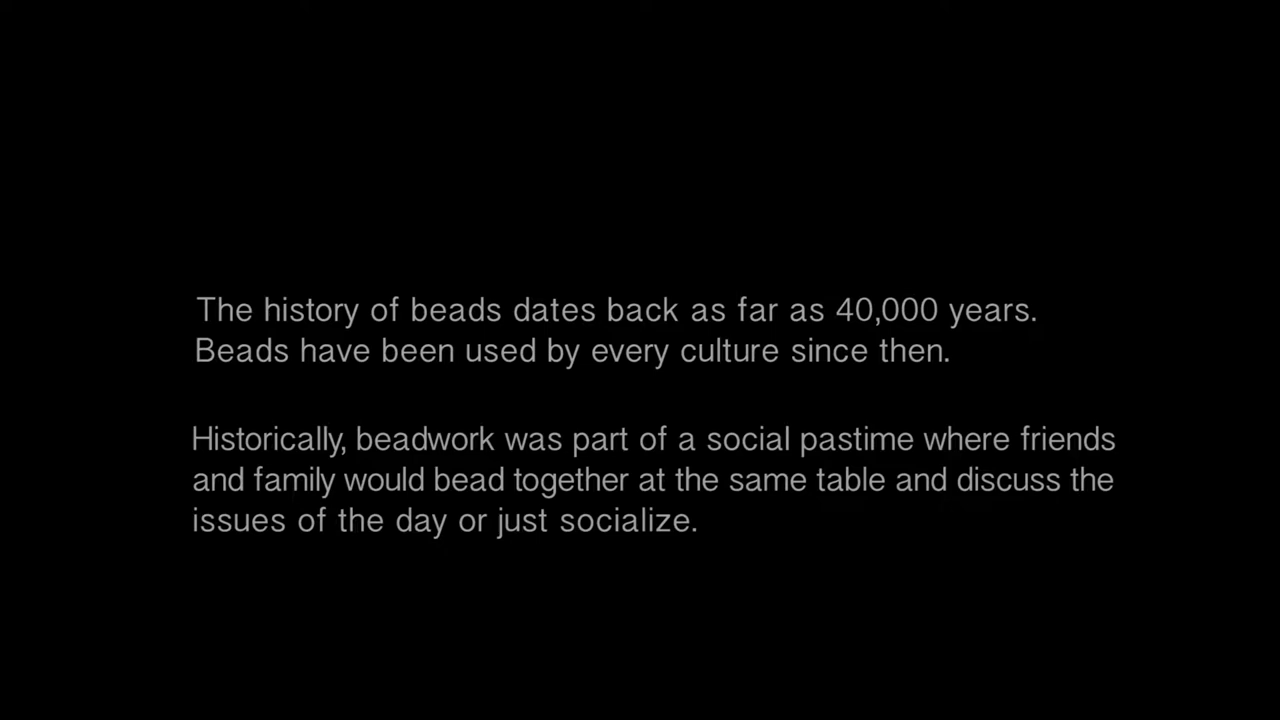 The history of beads dates back as far as 40,000 years.
Beads have been used by every culture since then.
Historically, beadwork was part of a social pastime where friends
and family would bead together at the same table and discuss the
issues of the day or just socialize.